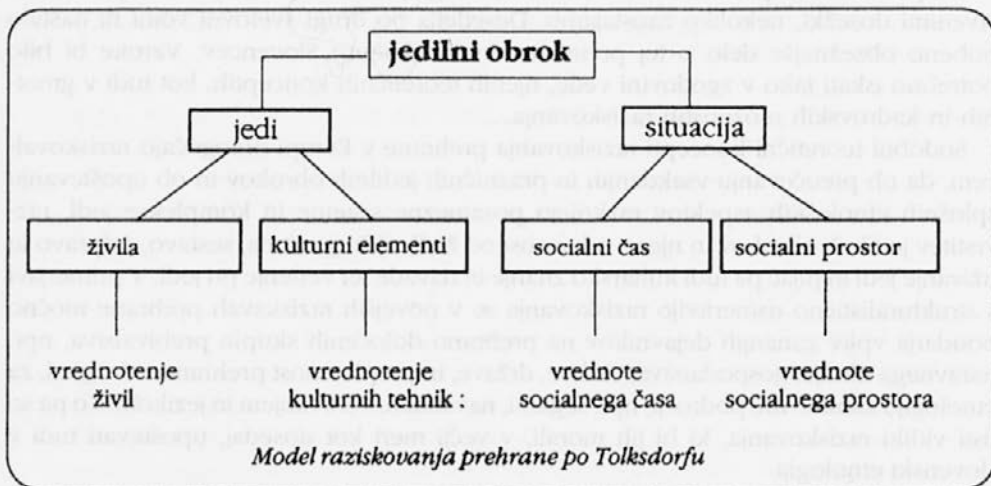 jedilni obrok
jedi
situacija
živila
kulturni elementi
socialni čas
socialni prostor
vrednotenje
živil
vrednotenje
kulturnih tehnik :
vrednote
socialnega časa
vrednote
socialnega prostora
Model raziskovanja prehrane po Tolksdorfu